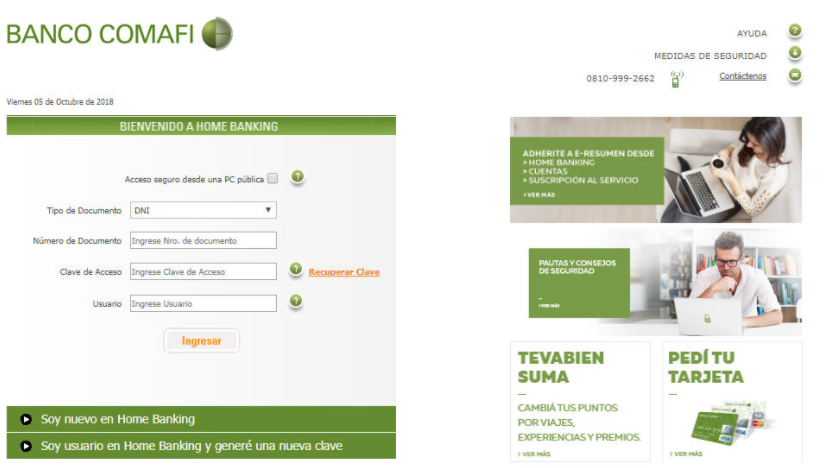 BANCO COMAFI
AYUDA
MEDIDAS DE SEGURIDAD
0810-999-2662
Contáctenos
Viernes 05 de Octubre de 2018
BIENVENIDO A HOME BANKING
Acceso seguro desde una PC pública
Tipo de Documento
DNI
Número de Documento
Ingrese Nro. de documento
Clave de Acceso
Ingrese Clave de Acceso
Recuperar Clave
Usuario
Ingrese Usuario
Ingresar
Soy nuevo en Home Banking
Soy usuario en Home Banking y generé una nueva clave
ADHERITE A E-RESUMEN DESDE
> HOME BANKING
> CUENTAS
> SUSCRIPCIÓN AL SERVICIO
> VER MÁS
PAUTAS Y CONSEJOS
DE SEGURIDAD
> VER MÁS
TEVABIEN
SUMA
CAMBIÁ TUS PUNTOS
POR VIAJES,
EXPERIENCIAS Y PREMIOS.
> VER MÁS
PEDÍ TU
TARJETA
VISA
> VER MÁS